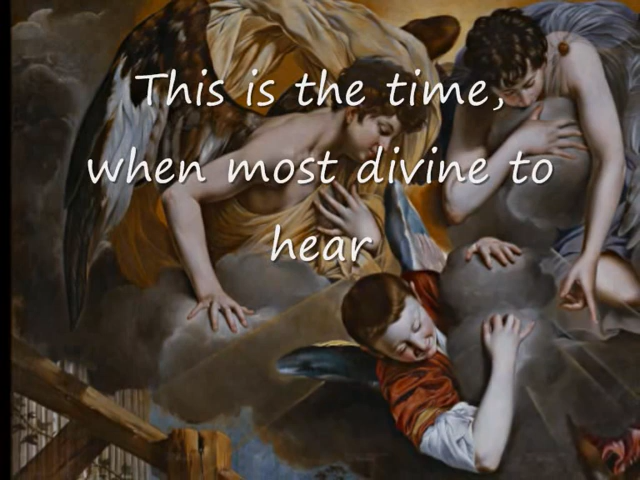 This is the time,
when most divine to
hear